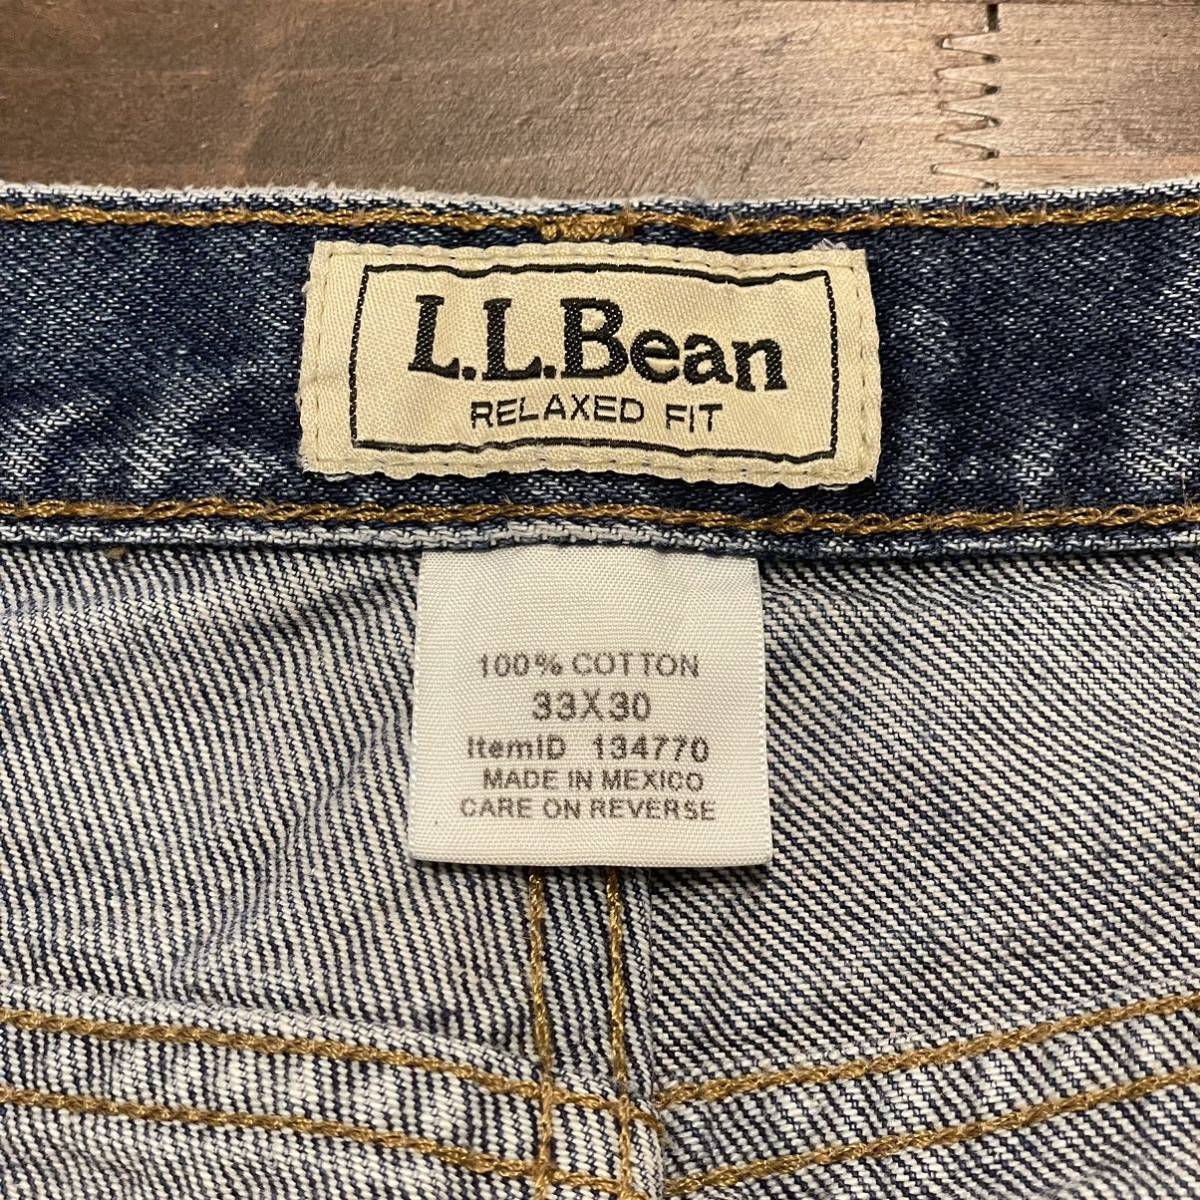 L.L.Bean
RELAXED FIT
100% COTTON
33X30
ItemID 134770
MADE IN MEXICO
CARE ON REVERSE